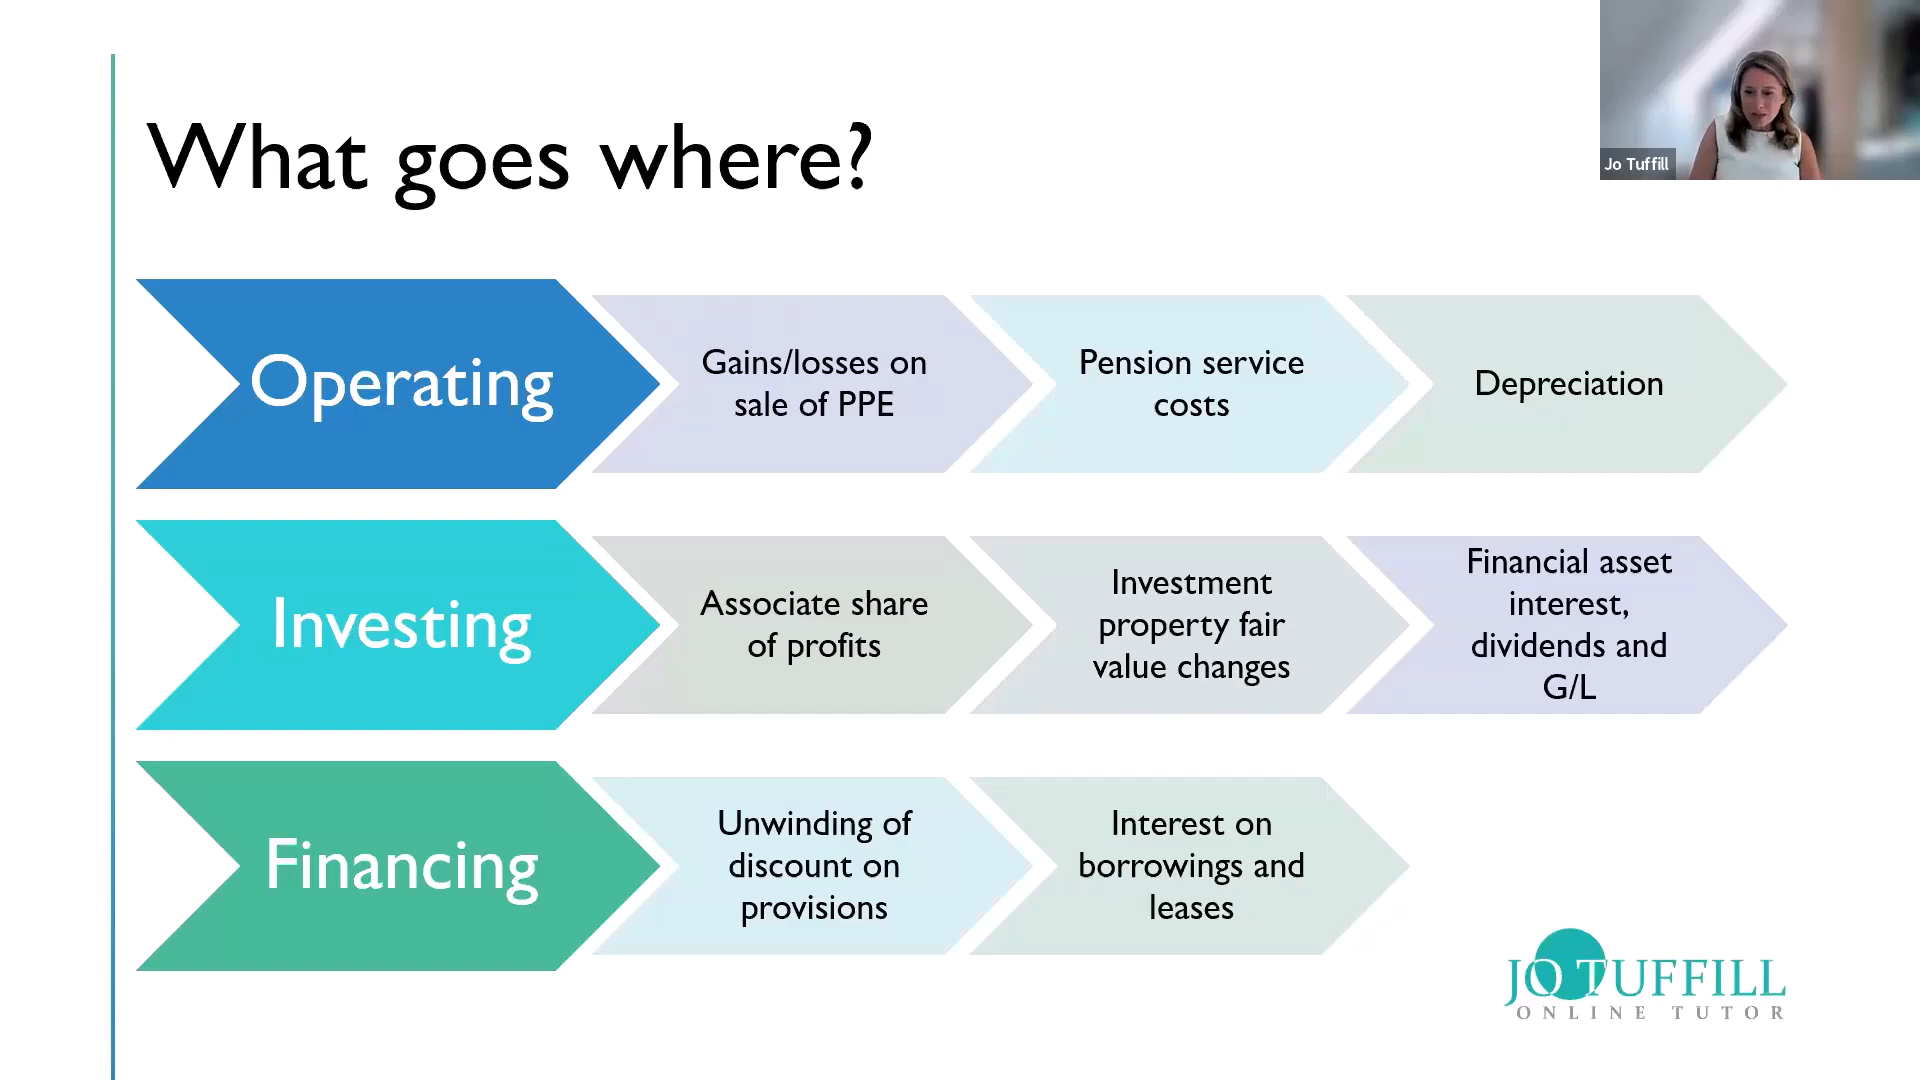 What goes where?
Jo Tuffill
Operating
Gains/losses on
sale of PPE
Pension service
costs
Depreciation
Investing
Associate share
of profits
Investment
property fair
value changes
Financial asset
interest,
dividends and
G/L
Financing
Unwinding of
discount on
provisions
Interest on
borrowings and
leases
JO TUFFILL
ONLINE TUTOR